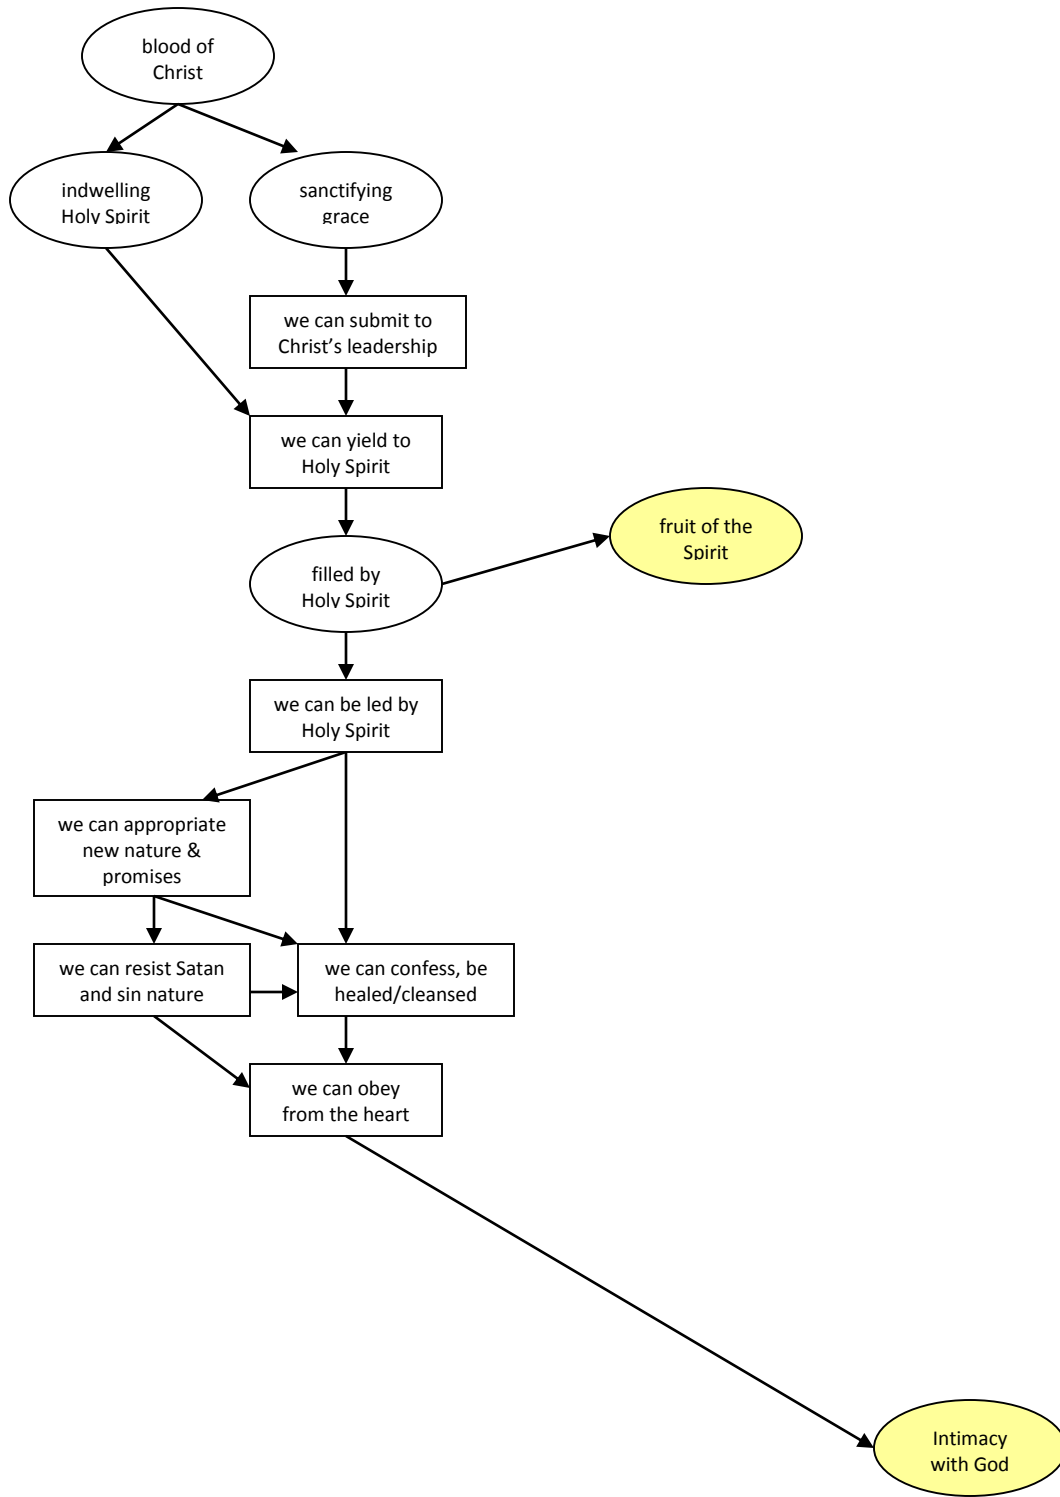 blood of
Christ
indwelling
Holy Spirit
sanctifying
grace
we can submit to
Christ’s leadership
we can yield to
Holy Spirit
fruit of the
Spirit
filled by
Holy Spirit
we can be led by
Holy Spirit
we can appropriate
new nature &
promises
we can resist Satan
and sin nature
we can confess, be
healed/cleansed
we can obey
from the heart
Intimacy
with God